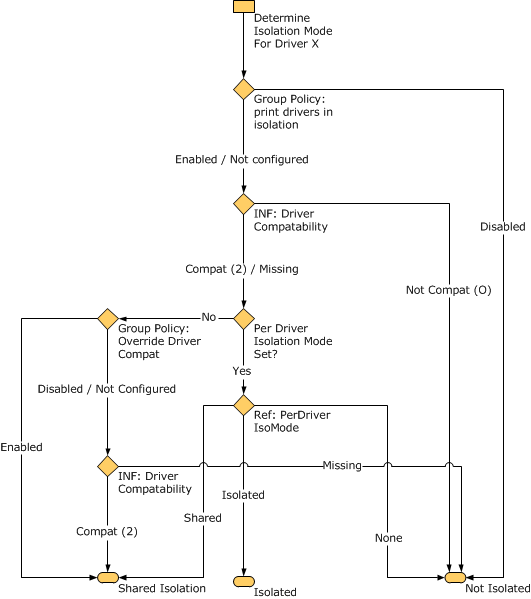 Determine
Isolation Mode
For Driver X
Group Policy:
print drivers in
isolation
Enabled / Not configured
INF: Driver
Compatability
Disabled
Compat (2) / Missing
Not Compat (O)
No
Per Driver
Isolation Mode
Set?
Group Policy:
Override Driver
Compat
Yes
Disabled / Not Configured
Ref: PerDriver
IsoMode
Enabled
Missing
INF: Driver
Compatability
Isolated
Shared
Compat (2)
None
Shared Isolation
Isolated
Not Isolated